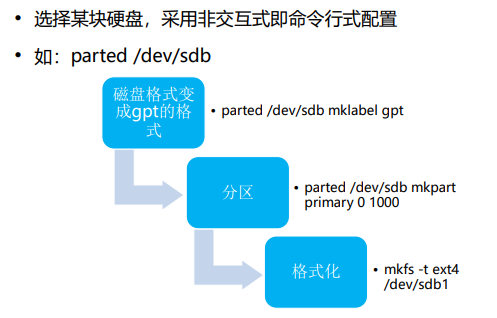 • 选择某块硬盘，采用非交互式即命令行式配置
• 如：parted /dev/sdb
磁盘格式变
成gpt的格
式
• parted /dev/sdb mklabel gpt
分区
• parted /dev/sdb mkpart
primary 0 1000
格式化
• mkfs -t ext4
/dev/sdb1